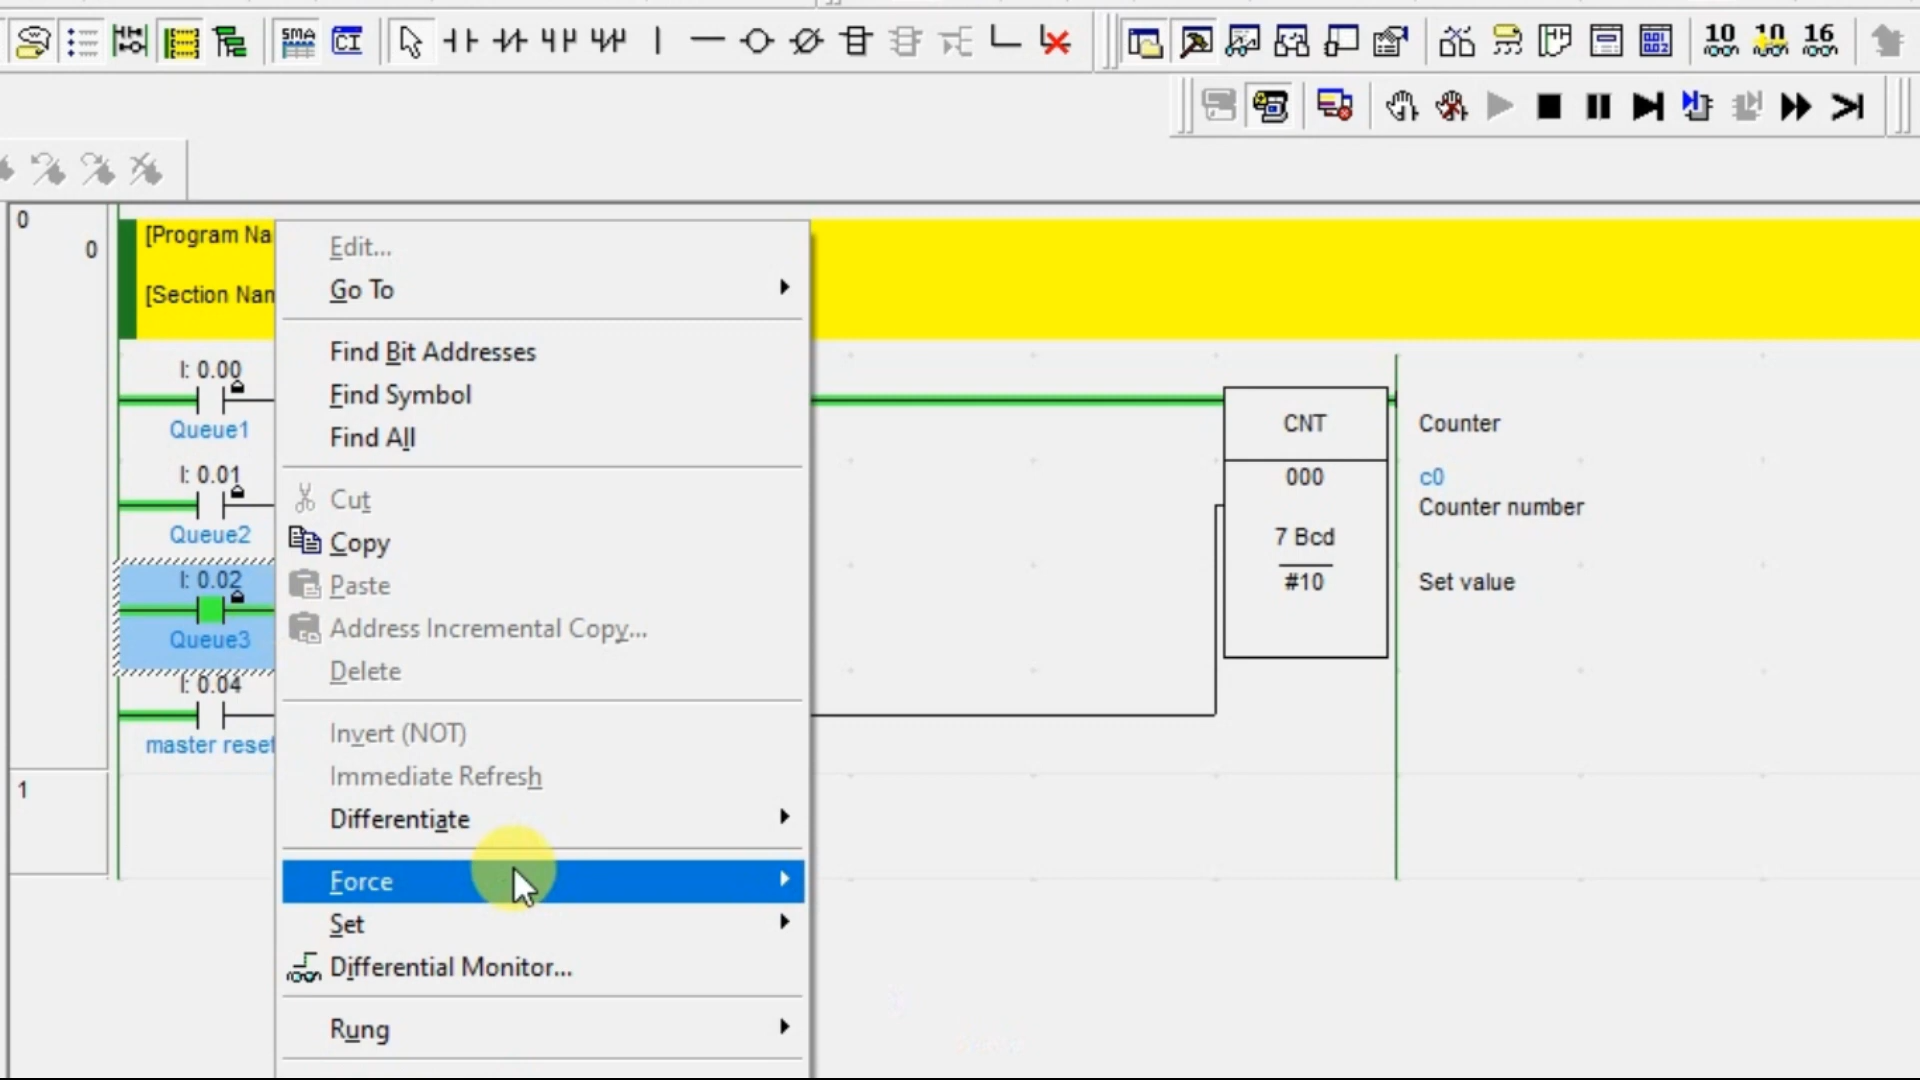 SMA
CI
10
10
16
0
0
[Program Na
[Section Nan
I: 0.00
Queue1
I: 0.01
Queue2
I: 0.02
Queue3
I: 0.04
master reset
1
Edit...
Go To
Find Bit Addresses
Find Symbol
Find All
Cut
Copy
Paste
Address Incremental Copy...
Delete
Invert (NOT)
Immediate Refresh
Differentiate
Force
Set
Differential Monitor...
Rung
CNT
000
7 Bcd
#10
Counter
c0
Counter number
Set value